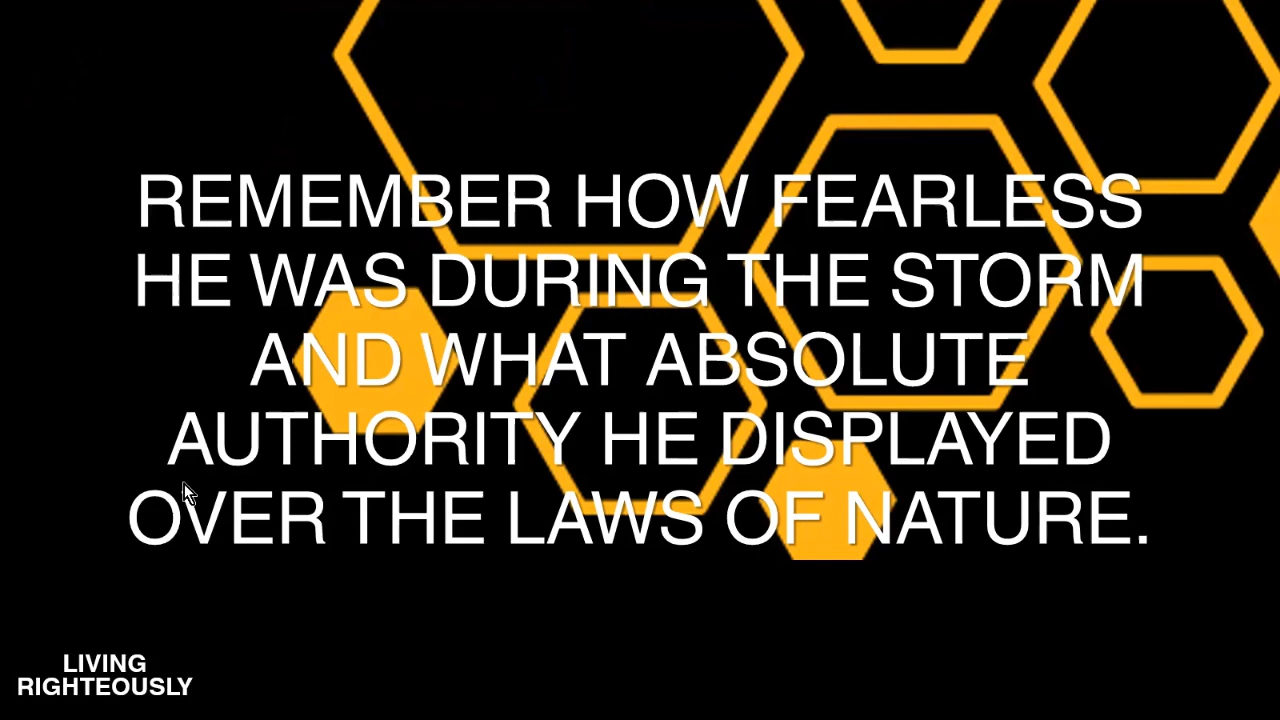 REMEMBER HOW FEARLESS
HE WAS DURING THE STORM
AND WHAT ABSOLUTE
AUTHORITY HE DISPLAYED
OVER THE LAWS OF NATURE.
LIVING
RIGHTEOUSLY